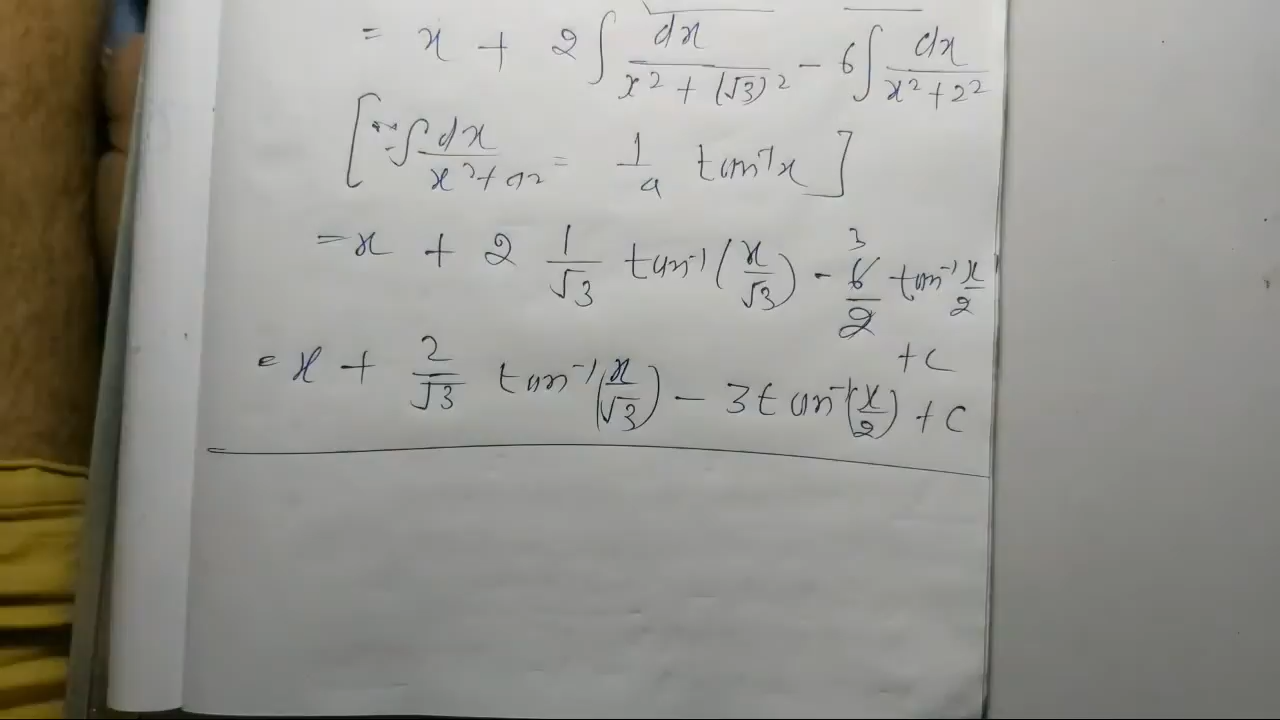 = x + 2∫ dx/(x² + (√3)²) - 6∫ dx/(x² + 2²)
[∵ ∫ dx/(x² + a²) = 1/a tan⁻¹x]
= x + 2 1/√3 tan⁻¹(x/√3) - 6/2 3 tan⁻¹ x/2
+ C
= x + 2/√3 tan⁻¹(x/√3) - 3tan⁻¹(x/2) + C